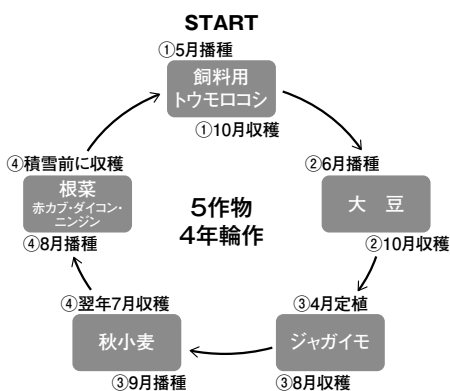 START
①5月播種
飼料用
トウモロコシ
①10月収穫
②6月播種
大　豆
②10月収穫
③4月定植
ジャガイモ
③8月収穫
④翌年7月収穫
秋小麦
③9月播種
④積雪前に収穫
根菜
赤カブ・ダイコン・
ニンジン
④8月播種
5作物
4年輪作